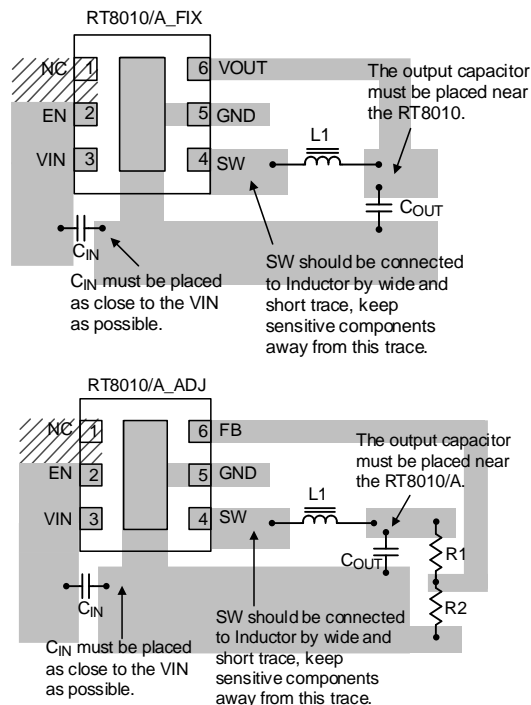 RT8010/A_FIX
NC 1 6 VOUT
EN 2 5 GND
VIN 3 4 SW
L1
The output capacitor
must be placed near
the RT8010.
COUT
CIN
CIN must be placed
as close to the VIN
as possible.
SW should be connected
to Inductor by wide and
short trace, keep
sensitive components
away from this trace.
RT8010/A_ADJ
NC 1 6 FB
EN 2 5 GND
VIN 3 4 SW
L1
The output capacitor
must be placed near
the RT8010/A.
COUT
R1
R2
CIN
CIN must be placed
as close to the VIN
as possible.
SW should be connected
to Inductor by wide and
short trace, keep
sensitive components
away from this trace.